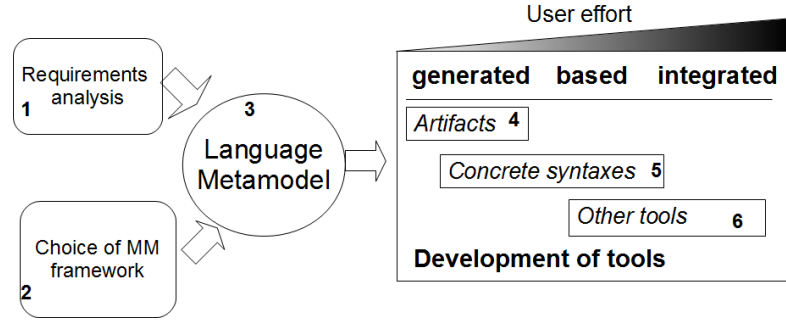 User effort
Requirements
analysis
1
3
Language
Metamodel
Choice of MM
framework
2
generated based integrated
Artifacts 4
Concrete syntaxes 5
Other tools 6
Development of tools